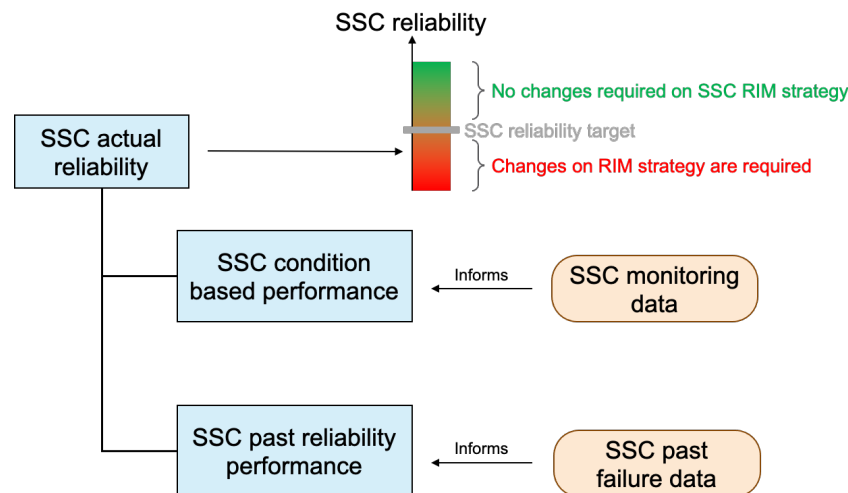 SSC reliability
No changes required on SSC RIM strategy
SSC reliability target
Changes on RIM strategy are required
SSC actual
reliability
SSC condition
based performance
Informs
SSC monitoring
data
SSC past reliability
performance
Informs
SSC past
failure data